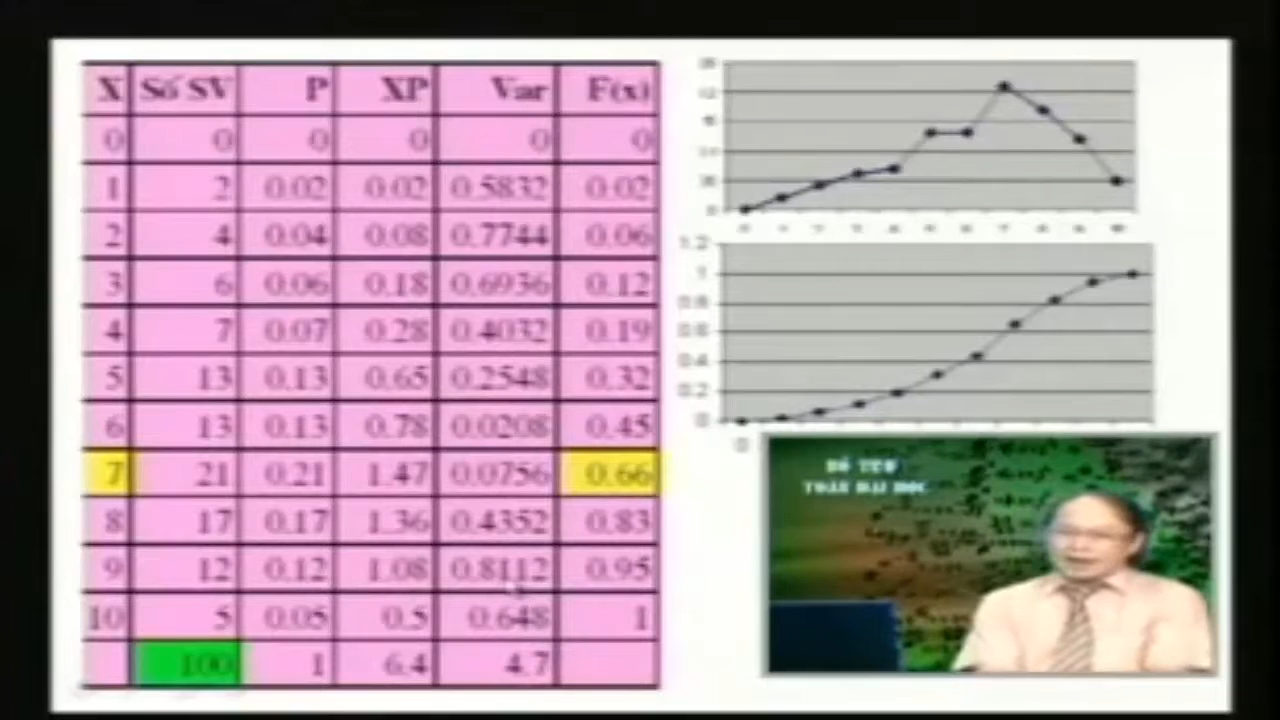 X Số SV P XP Var F(x)
0 0 0 0 0 0
1 2 0.02 0.02 0.5832 0.02
2 4 0.04 0.08 0.7744 0.06
3 6 0.06 0.18 0.6936 0.12
4 7 0.07 0.28 0.4032 0.19
5 13 0.13 0.65 0.2548 0.32
6 13 0.13 0.78 0.0208 0.45
7 21 0.21 1.47 0.0756 0.66
8 17 0.17 1.36 0.4352 0.83
9 12 0.12 1.08 0.8112 0.95
10 5 0.05 0.5 0.648 1
100 1 6.4 4.7
1.2
1
0.8
0.6
0.4
0.2
0
0
TOÁN ĐẠI HỌC